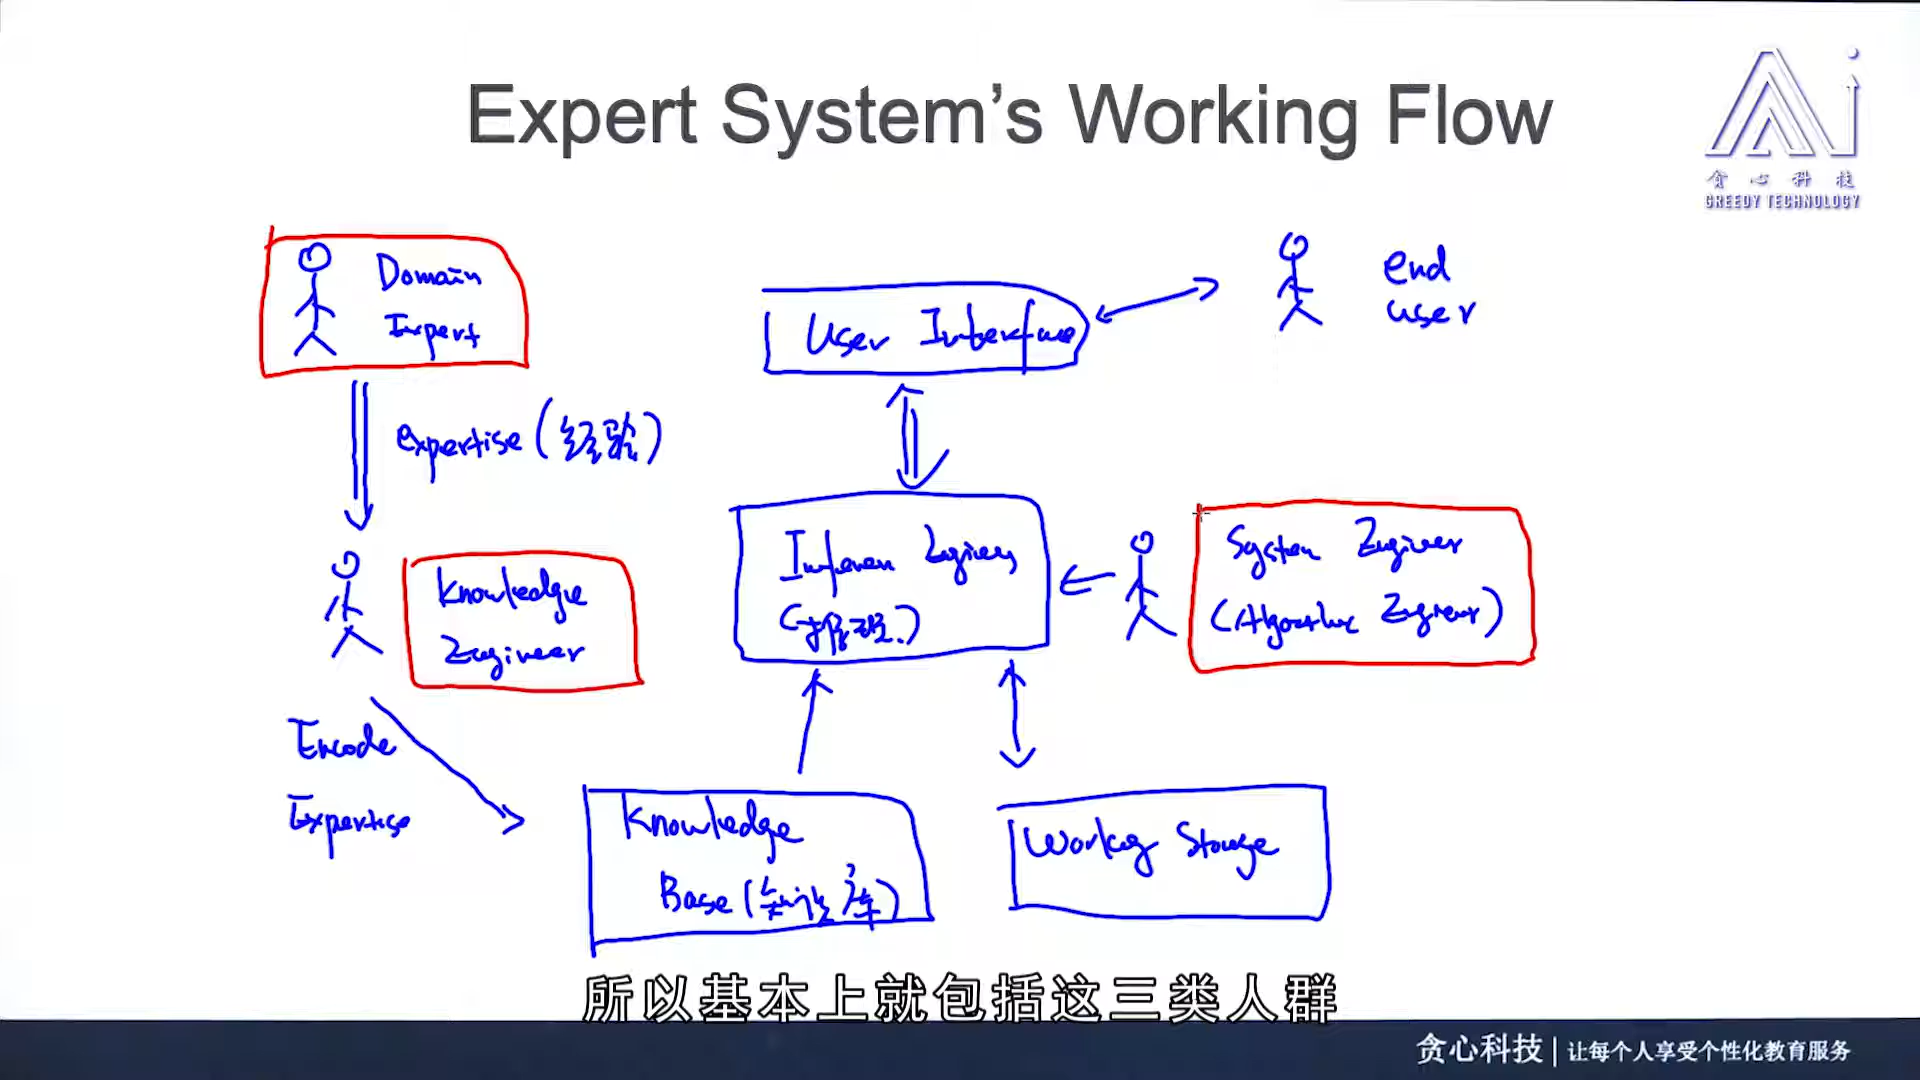 Expert System's Working Flow
贪心科技
GREEDY TECHNOLOGY
Domain
Expert
User Interface
end
user
expertise (经验)
Knowledge
Engineer
Inference Engine
(推理)
System Engineer
(Algorithm Engineer)
Encode
Expertise
Knowledge
Base (知识库)
Working Storage
所以基本上就包括这三类人群
贪心科技 | 让每个人享受个性化教育服务